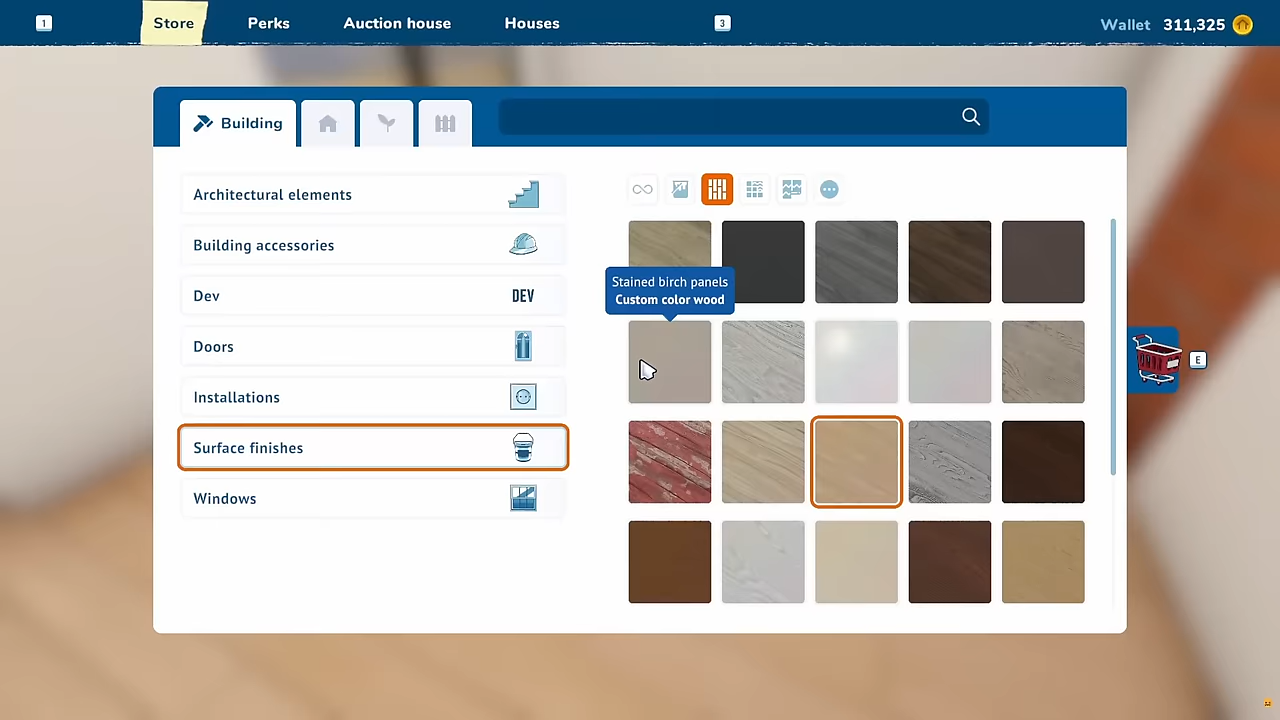 1
Store
Perks
Auction house
Houses
3
Wallet 311,325
Building
Architectural elements
Building accessories
Dev
DEV
Doors
Installations
Surface finishes
Windows
Stained birch panels
Custom color wood
E